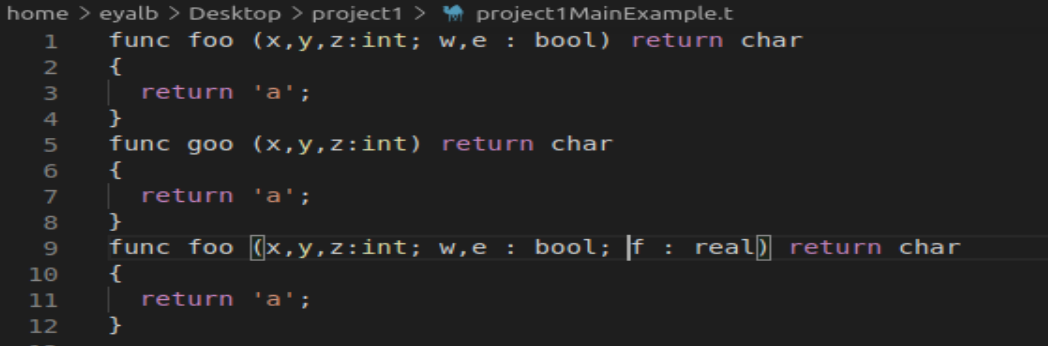 home > eyalb > Desktop > project1 > project1MainExample.t
1 func foo (x,y,z:int; w,e : bool) return char
2 {
3 return 'a';
4 }
5 func goo (x,y,z:int) return char
6 {
7 return 'a';
8 }
9 func foo (x,y,z:int; w,e : bool; f : real) return char
10 {
11 return 'a';
12 }